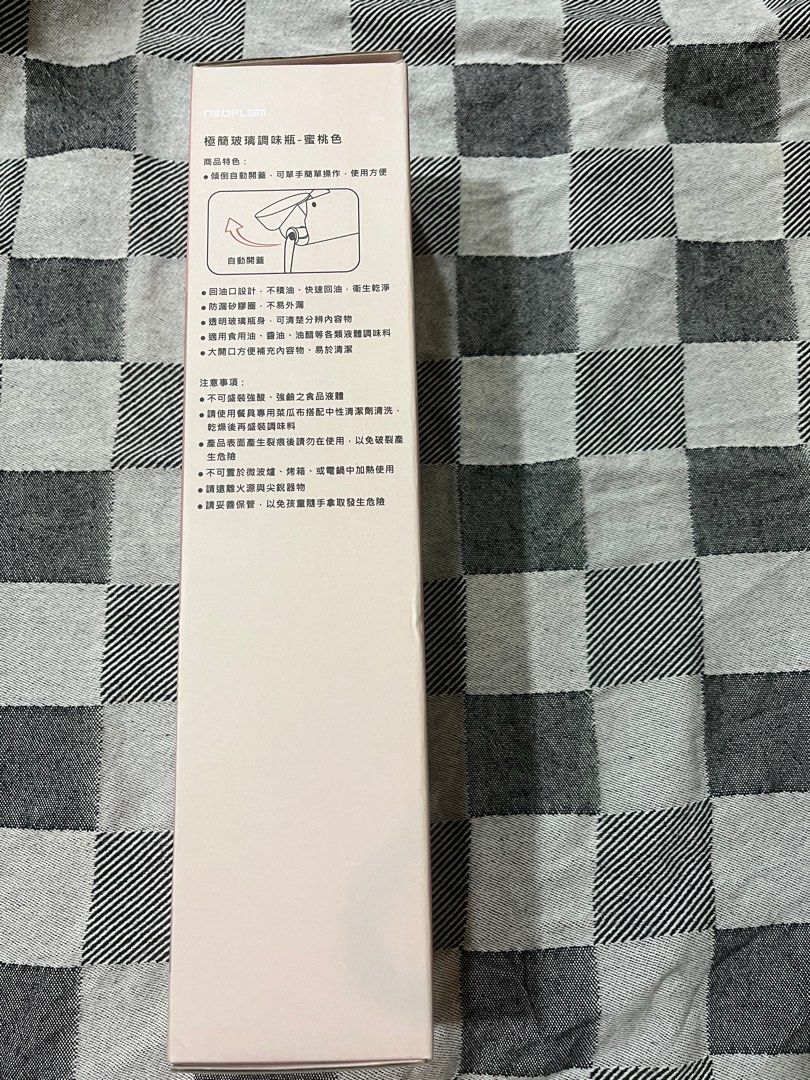 neoflam
極簡玻璃調味瓶-蜜桃色
商品特色：
●傾倒自動開蓋，可單手簡單操作，使用方便
自動開蓋
●回油口設計，不積油、快速回油，衛生乾淨
●防漏矽膠圈，不易外漏
●透明玻璃瓶身，可清楚分辨內容物
●適用食用油、醬油、油醋等各類液體調味料
●大開口方便補充內容物、易於清潔
注意事項：
●不可盛裝強酸、強鹼之食品液體
●請使用餐具專用菜瓜布搭配中性清潔劑清洗，
乾燥後再盛裝調味料
●產品表面產生裂痕後請勿在使用，以免破裂產
生危險
●不可置於微波爐、烤箱、或電鍋中加熱使用
●請遠離火源與尖銳器物
●請妥善保管，以免孩童隨手拿取發生危險